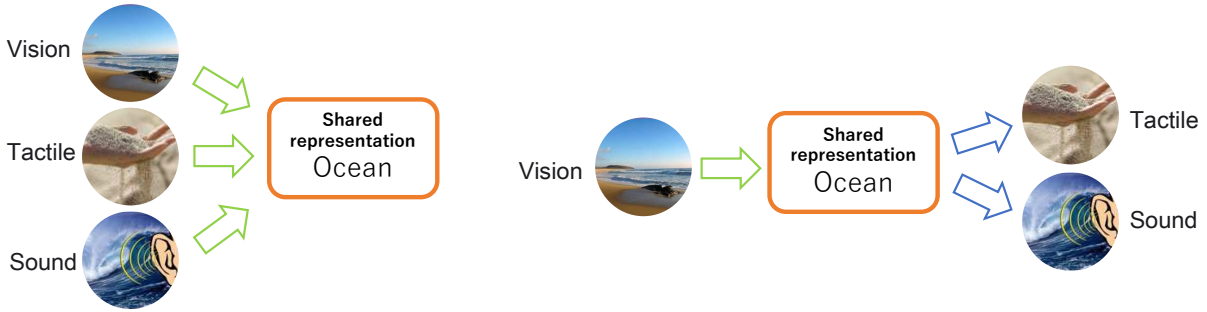 Vision
Tactile
Sound
Shared
representation
Ocean
Vision
Shared
representation
Ocean
Tactile
Sound